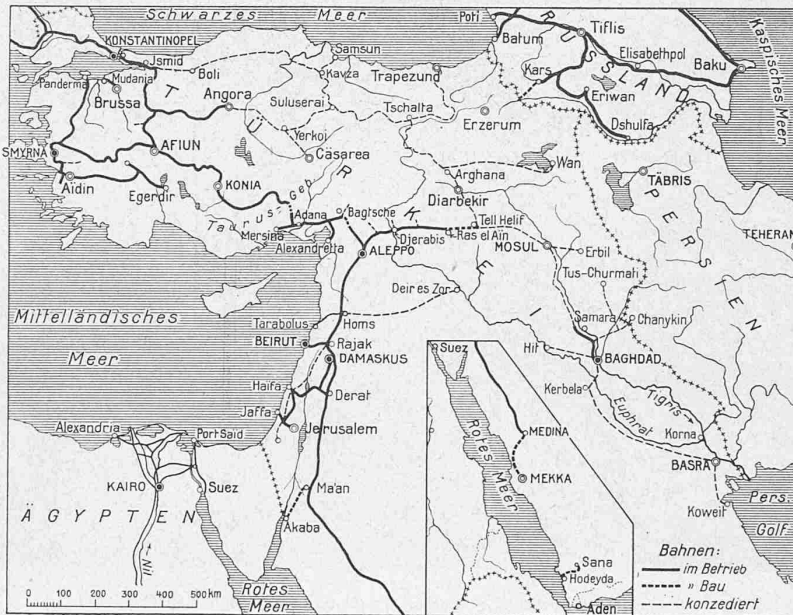 Schwarzes Meer
Poti
RUSSLAND
Tiflis
Batum
Elisabethpol
Baku
Kaspisches Meer
KONSTANTINOPEL
Jsmid
Boli
Samsun
Kavza
Trapezund
Kars
Eriwan
Dshulfa
Panderma
Mudania
Brussa
TÜRKEI
Angora
Suluserai
Tschalta
Yerkoi
Erzerum
SMYRNA
AFIUN
Cäsarea
Arghana
Wan
TÄBRIS
Aïdin
Egerdir
KONIA
Taurus-Geb
Diarbekir
PERSIEN
TEHERAN
Adana
Bagtsche
Mersina
Alexandretta
ALEPPO
Djerabis
Tell Helif
Ras el Aïn
MOSUL
Erbil
Tus-Churmati
Deir es Zor
Mittelländisches
Meer
Tarabolus
Homs
Samara
Chanykin
BEIRUT
Rajak
DAMASKUS
Hit
BAGHDAD
Haïfa
Derat
Kerbela
Tigris
Euphrat
Jaffa
Jerusalem
Korna
Alexandria
Port Saïd
BASRA
KAIRO
Suez
Ma'an
Koweit
Pers.
Golf
ÄGYPTEN
Akaba
Nil
Rotes
Meer
0 100 200 300 400 500 km
Suez
Rotes Meer
MEDINA
MEKKA
Sana
Hodeyda
Aden
Bahnen:
im Betrieb
" Bau
konzediert